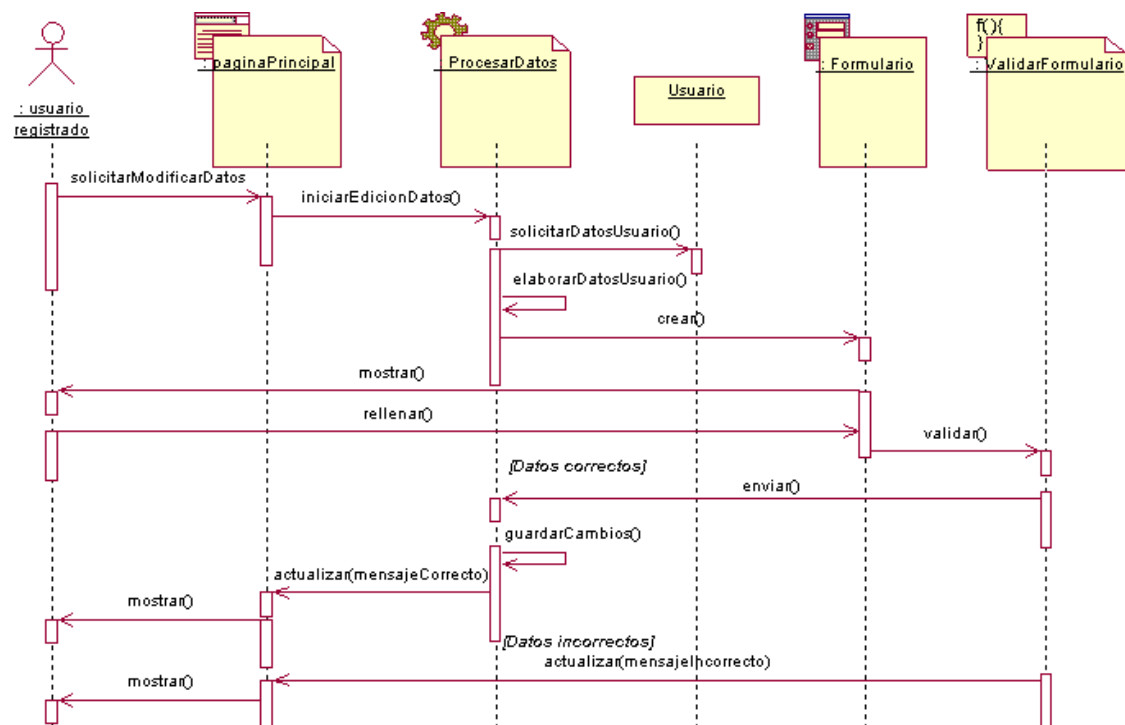 f(){
}
: paginaPrincipal
: ProcesarDatos
Usuario
: Formulario
: ValidarFormulario
: usuario
registrado
solicitarModificarDatos
iniciarEdicionDatos()
solicitarDatosUsuario()
elaborarDatosUsuario()
crear()
mostrar()
rellenar()
validar()
[Datos correctos]
enviar()
guardarCambios()
actualizar(mensajeCorrecto)
mostrar()
[Datos incorrectos]
actualizar(mensajeIncorrecto)
mostrar()